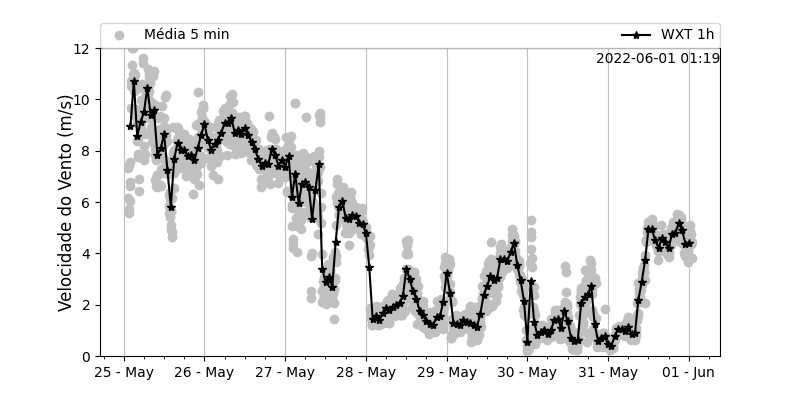 Média 5 min
WXT 1h
2022-06-01 01:19
Velocidade do Vento (m/s)
12
10
8
6
4
2
0
25 - May
26 - May
27 - May
28 - May
29 - May
30 - May
31 - May
01 - Jun